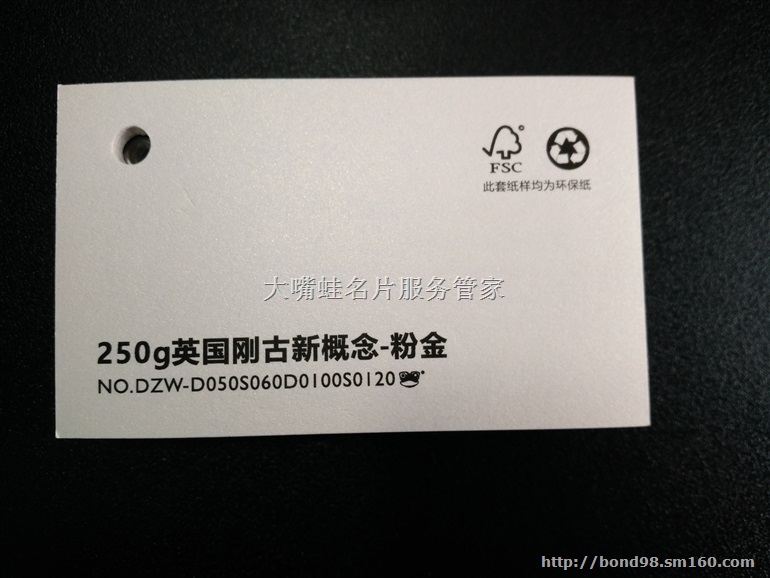 FSC
此套纸样均为环保纸
大嘴蛙名片服务管家
250g英国刚古新概念-粉金
NO.DZW-D050S060D0100S0120
http://bond98.sm160.com